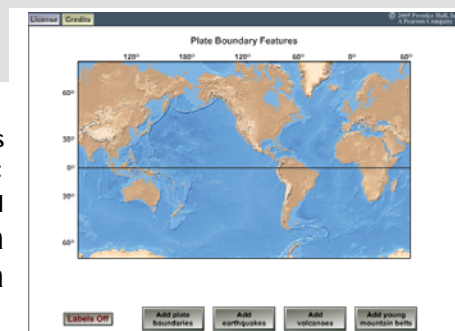 License Credits
© 2005 Prentice Hall, Inc.
A Pearson Company
Plate Boundary Features
120° 180° 120° 60° 0° 60°
60°
30°
0°
30°
60°
Labels Off
Add plate boundaries
Add earthquakes
Add volcanoes
Add young mountain belts